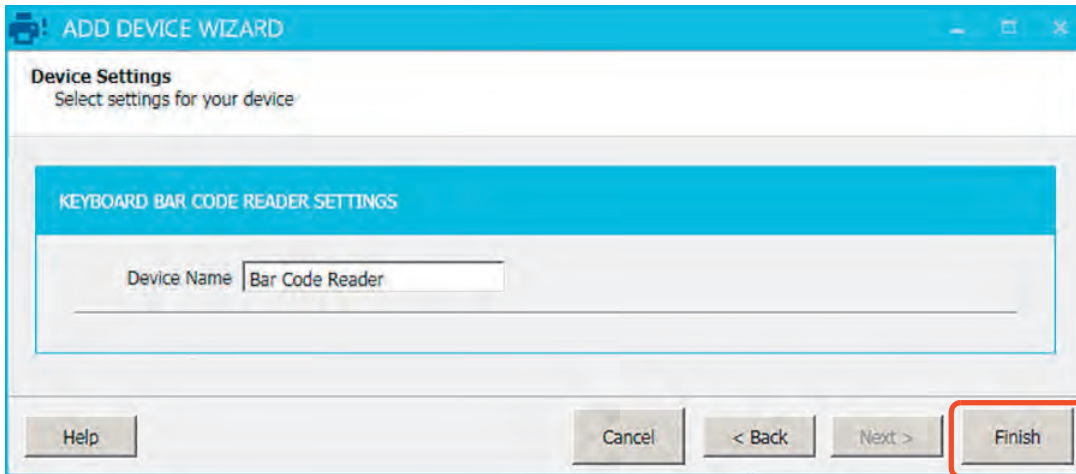 ADD DEVICE WIZARD
Device Settings
Select settings for your device
KEYBOARD BAR CODE READER SETTINGS
Device Name Bar Code Reader
Help Cancel < Back Next > Finish